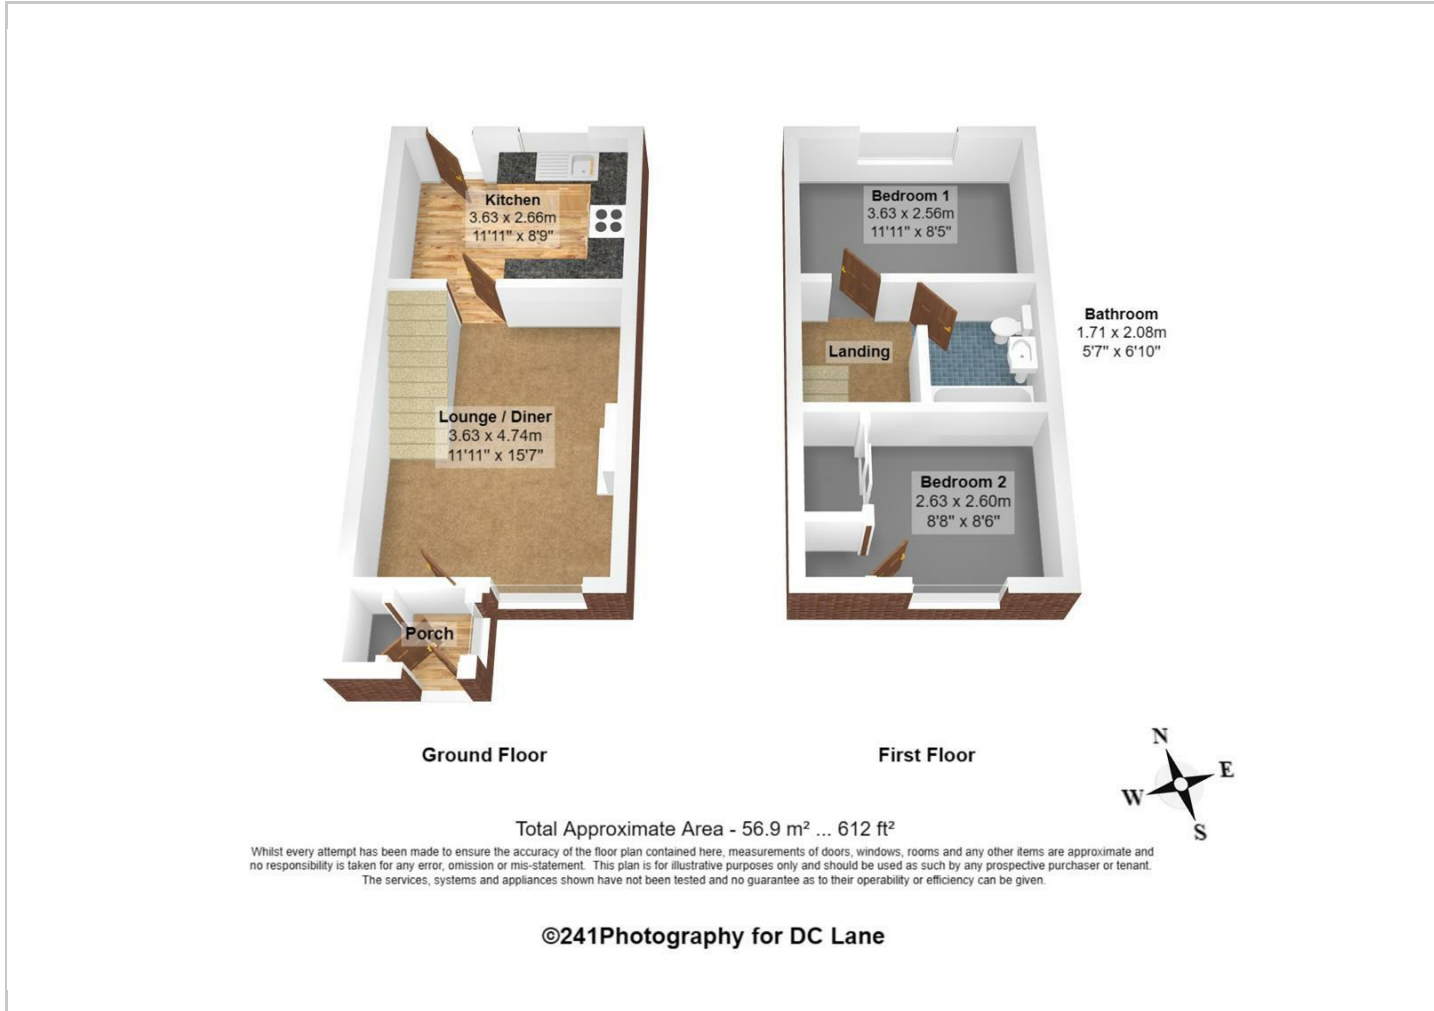 Kitchen
3.63 x 2.66m
11'11" x 8'9"
Lounge / Diner
3.63 x 4.74m
11'11" x 15'7"
Porch
Ground Floor
Bedroom 1
3.63 x 2.56m
11'11" x 8'5"
Landing
Bathroom
1.71 x 2.08m
5'7" x 6'10"
Bedroom 2
2.63 x 2.60m
8'8" x 8'6"
First Floor
N
E
W
S
Total Approximate Area - 56.9 m² ... 612 ft²
Whilst every attempt has been made to ensure the accuracy of the floor plan contained here, measurements of doors, windows, rooms and any other items are approximate and
no responsibility is taken for any error, omission or mis-statement. This plan is for illustrative purposes only and should be used as such by any prospective purchaser or tenant.
The services, systems and appliances shown have not been tested and no guarantee as to their operability or efficiency can be given.
©241Photography for DC Lane